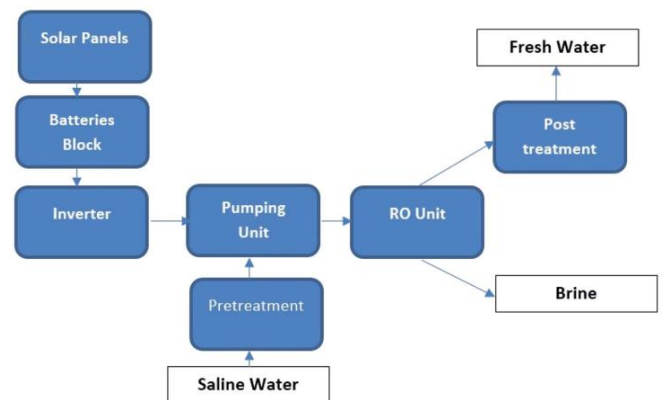 Solar Panels
Fresh Water
Batteries
Block
Post
treatment
Inverter
Pumping
Unit
RO Unit
Pretreatment
Brine
Saline Water